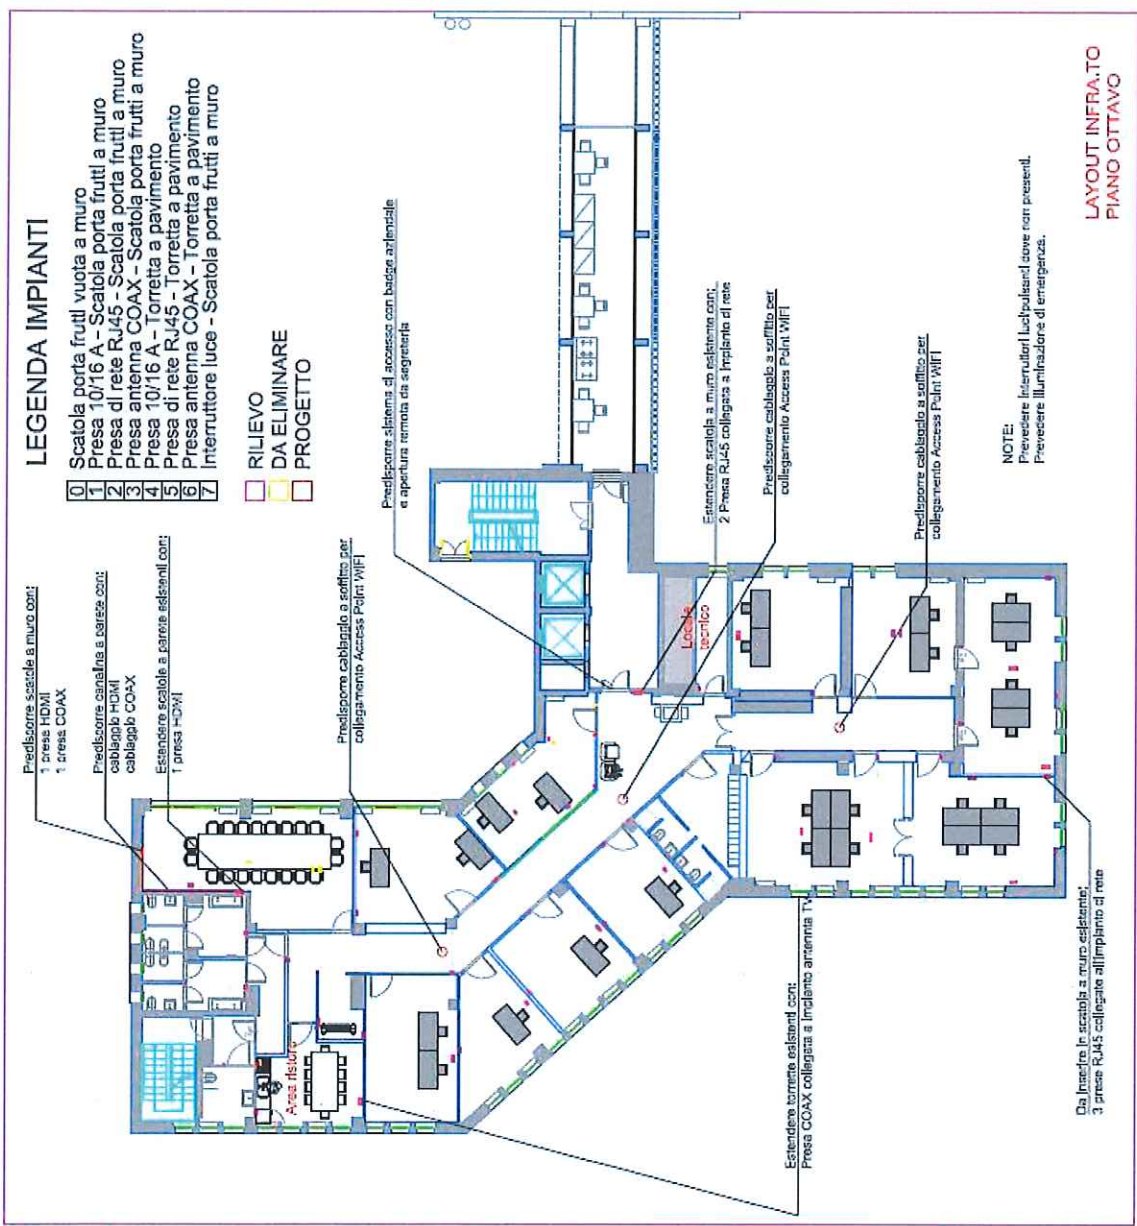 LEGENDA IMPIANTI
0 Scatola porta frutti vuota a muro
1 Presa 10/16 A - Scatola porta frutti a muro
2 Presa di rete RJ45 - Scatola porta frutti a muro
3 Presa antenna COAX - Scatola porta frutti a muro
4 Presa 10/16 A - Torretta a pavimento
5 Presa di rete RJ45 - Torretta a pavimento
6 Presa antenna COAX - Torretta a pavimento
7 Interruttore luce - Scatola porta frutti a muro
RILIEVO
DA ELIMINARE
PROGETTO
Predisporre scatole a muro con:
1 presa HDMI
1 presa COAX
Predisporre canalina a parete con:
cablaggio HDMI
cablaggio COAX
Estendere scatole a parete esistenti con:
1 presa HDMI
Predisporre cablaggio a soffitto per
collegamento Access Point WIFI
Predisporre sistema di accesso con badge aziendale
e apertura remota da segreteria
Estendere scatola a muro esistente con:
2 Presa RJ45 collegata a Impianto di rete
Predisporre cablaggio a soffitto per
collegamento Access Point WIFI
Predisporre cablaggio a soffitto per
collegamento Access Point WIFI
Locale
tecnico
Area ristoro
Estendere torrette esistenti con:
Presa COAX collegata a Impianto antenna Tv
Da inserire in scatola a muro esistente:
3 prese RJ45 collegate all'Impianto di rete
NOTE:
Prevedere interruttori luci/pulsanti dove non presenti.
Prevedere illuminazione di emergenza.
LAYOUT INFRA.TO
PIANO OTTAVO